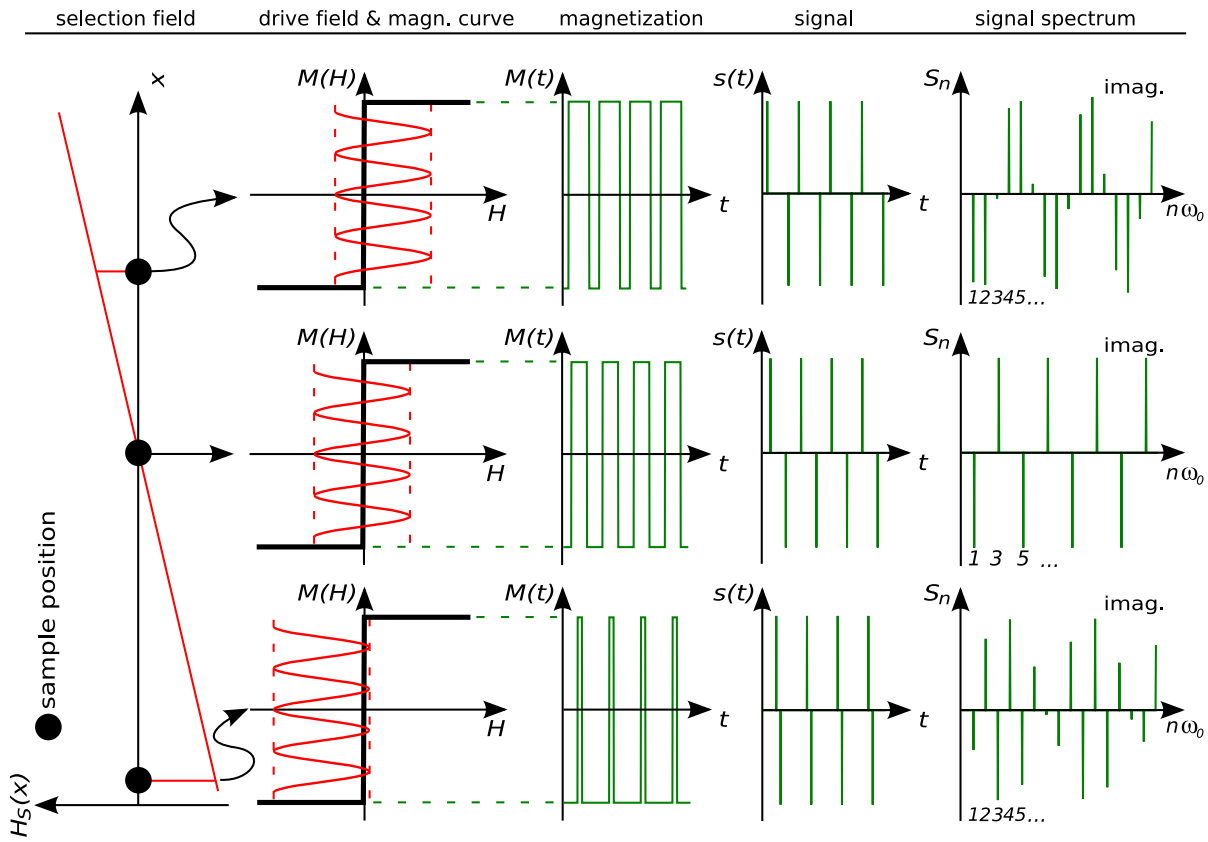 selection field
drive field & magn. curve
magnetization
signal
signal spectrum
x
M(H)
M(t)
s(t)
Sn
imag.
H
t
t
nω0
12345...
M(H)
M(t)
s(t)
Sn
imag.
H
t
t
nω0
1 3 5 ...
M(H)
M(t)
s(t)
Sn
imag.
H
t
t
nω0
12345...
sample position
HS(x)